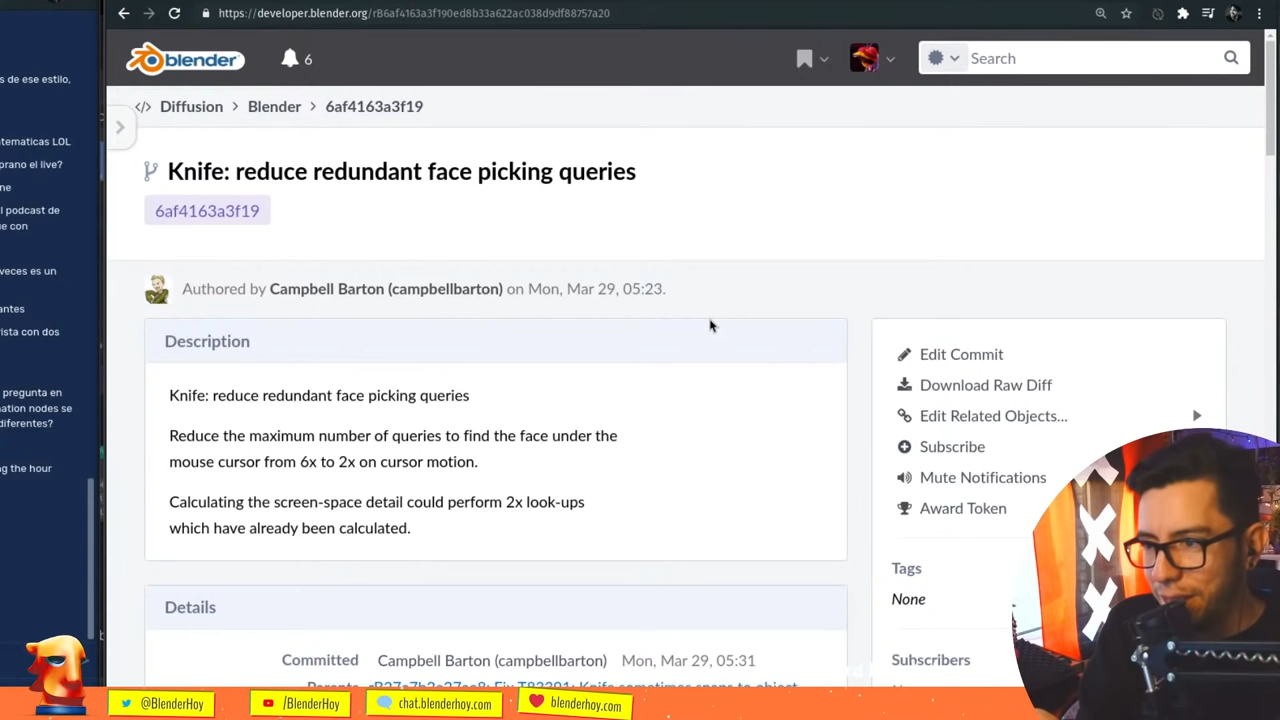 https://developer.blender.org/rB6af4163a3f190ed8b33a622ac038d9df88757a20
blender
6
Search
Diffusion > Blender > 6af4163a3f19
Knife: reduce redundant face picking queries
6af4163a3f19
Authored by Campbell Barton (campbellbarton) on Mon, Mar 29, 05:23.
Description
Knife: reduce redundant face picking queries
Reduce the maximum number of queries to find the face under the
mouse cursor from 6x to 2x on cursor motion.
Calculating the screen-space detail could perform 2x look-ups
which have already been calculated.
Details
Committed Campbell Barton (campbellbarton) Mon, Mar 29, 05:31
Edit Commit
Download Raw Diff
Edit Related Objects...
Subscribe
Mute Notifications
Award Token
Tags
None
Subscribers
s de ese estilo,
tematicas LOL
prano el live?
ne
l podcast de
ue con
veces es un
antes
rista con dos
pregunta en
nation nodes se
diferentes?
ng the hour
@BlenderHoy
/BlenderHoy
chat.blenderhoy.com
blenderhoy.com